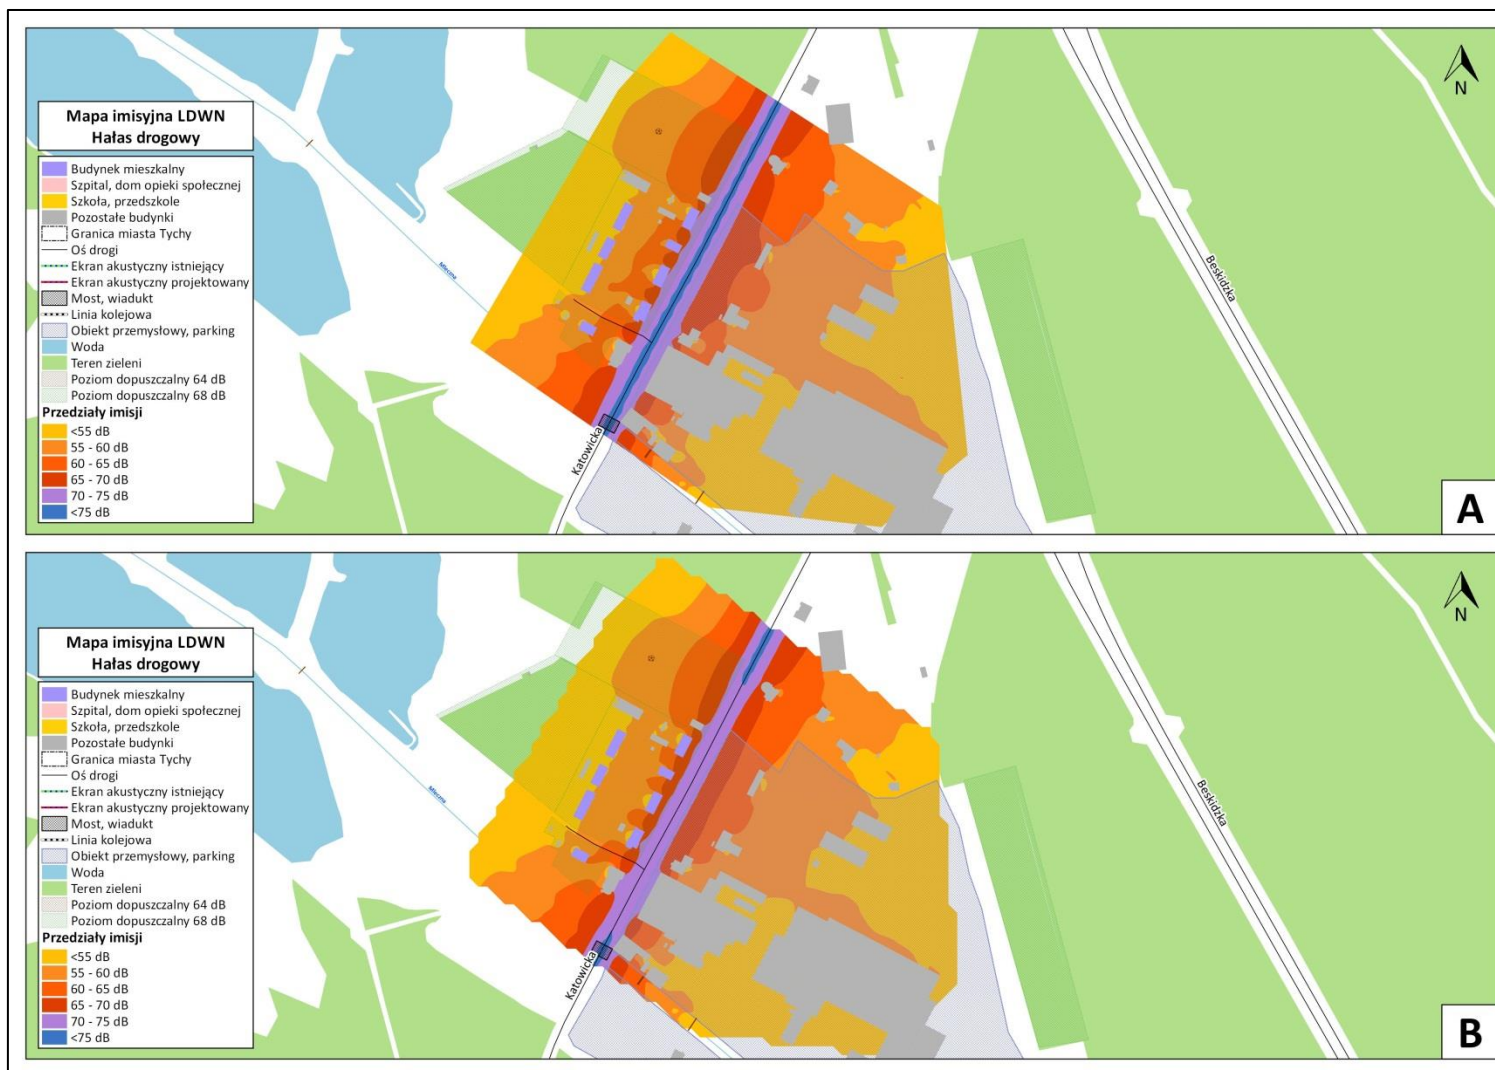 Mapa imisyjna LDWN
Hałas drogowy
Budynek mieszkalny
Szpital, dom opieki społecznej
Szkoła, przedszkole
Pozostałe budynki
Granica miasta Tychy
Oś drogi
Ekran akustyczny istniejący
Ekran akustyczny projektowany
Most, wiadukt
Linia kolejowa
Obiekt przemysłowy, parking
Woda
Teren zieleni
Poziom dopuszczalny 64 dB
Poziom dopuszczalny 68 dB
Przedziały imisji
<55 dB
55 - 60 dB
60 - 65 dB
65 - 70 dB
70 - 75 dB
<75 dB
Mleczna
Katowicka
Beskidzka
N
A
Mapa imisyjna LDWN
Hałas drogowy
Budynek mieszkalny
Szpital, dom opieki społecznej
Szkoła, przedszkole
Pozostałe budynki
Granica miasta Tychy
Oś drogi
Ekran akustyczny istniejący
Ekran akustyczny projektowany
Most, wiadukt
Linia kolejowa
Obiekt przemysłowy, parking
Woda
Teren zieleni
Poziom dopuszczalny 64 dB
Poziom dopuszczalny 68 dB
Przedziały imisji
<55 dB
55 - 60 dB
60 - 65 dB
65 - 70 dB
70 - 75 dB
<75 dB
Mleczna
Katowicka
Beskidzka
N
B